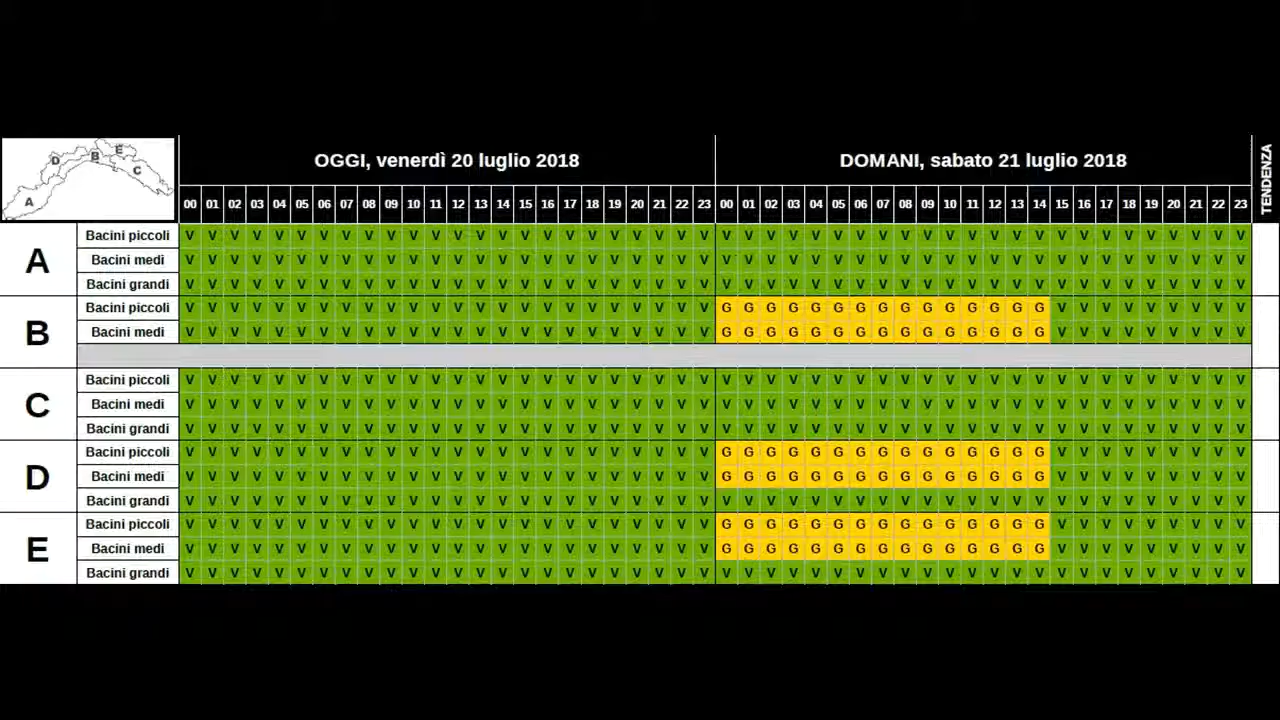 D B E C A
OGGI, venerdì 20 luglio 2018 DOMANI, sabato 21 luglio 2018 TENDENZA
00 01 02 03 04 05 06 07 08 09 10 11 12 13 14 15 16 17 18 19 20 21 22 23 00 01 02 03 04 05 06 07 08 09 10 11 12 13 14 15 16 17 18 19 20 21 22 23
A
Bacini piccoli V V V V V V V V V V V V V V V V V V V V V V V V V V V V V V V V V V V V V V V V V V V V V V V V
Bacini medi V V V V V V V V V V V V V V V V V V V V V V V V V V V V V V V V V V V V V V V V V V V V V V V V
Bacini grandi V V V V V V V V V V V V V V V V V V V V V V V V V V V V V V V V V V V V V V V V V V V V V V V V
B
Bacini piccoli V V V V V V V V V V V V V V V V V V V V V V V V G G G G G G G G G G G G G G G V V V V V V V V V
Bacini medi V V V V V V V V V V V V V V V V V V V V V V V V G G G G G G G G G G G G G G G V V V V V V V V V
C
Bacini piccoli V V V V V V V V V V V V V V V V V V V V V V V V V V V V V V V V V V V V V V V V V V V V V V V V
Bacini medi V V V V V V V V V V V V V V V V V V V V V V V V V V V V V V V V V V V V V V V V V V V V V V V V
Bacini grandi V V V V V V V V V V V V V V V V V V V V V V V V V V V V V V V V V V V V V V V V V V V V V V V V
D
Bacini piccoli V V V V V V V V V V V V V V V V V V V V V V V V G G G G G G G G G G G G G G G V V V V V V V V V
Bacini medi V V V V V V V V V V V V V V V V V V V V V V V V G G G G G G G G G G G G G G G V V V V V V V V V
Bacini grandi V V V V V V V V V V V V V V V V V V V V V V V V V V V V V V V V V V V V V V V V V V V V V V V V
E
Bacini piccoli V V V V V V V V V V V V V V V V V V V V V V V V G G G G G G G G G G G G G G G V V V V V V V V V
Bacini medi V V V V V V V V V V V V V V V V V V V V V V V V G G G G G G G G G G G G G G G V V V V V V V V V
Bacini grandi V V V V V V V V V V V V V V V V V V V V V V V V V V V V V V V V V V V V V V V V V V V V V V V V